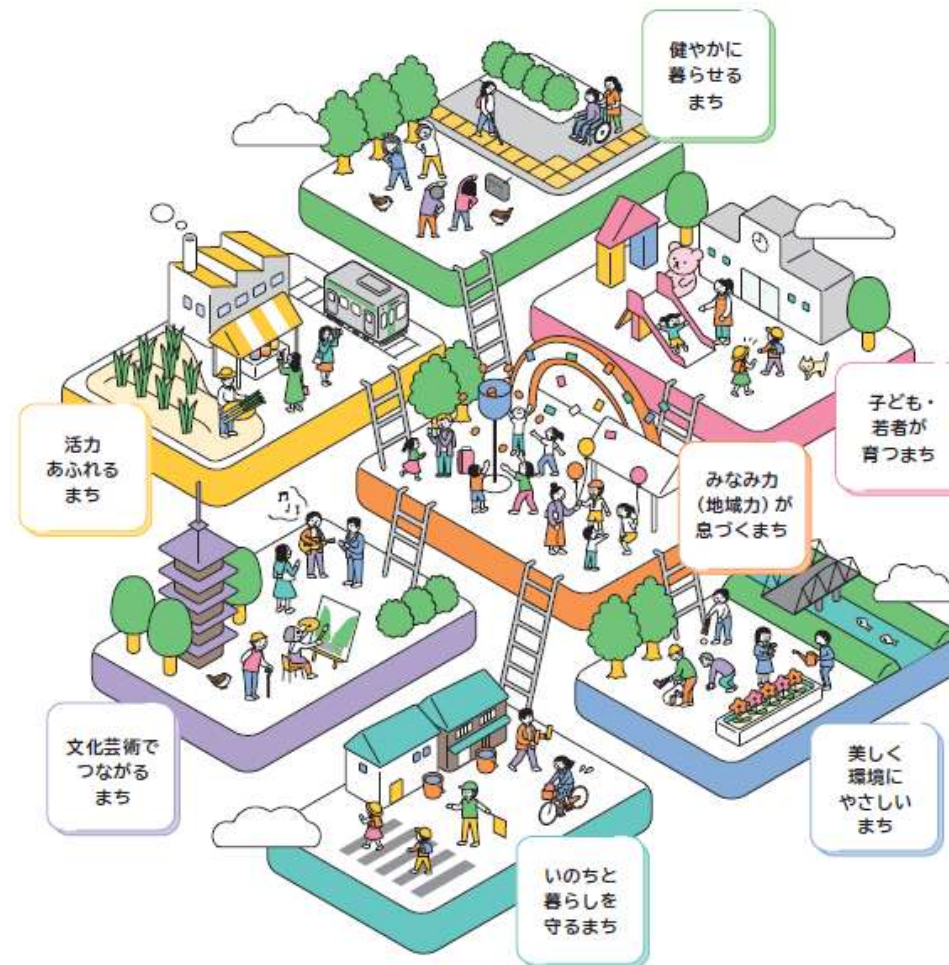 健やかに
暮らせる
まち
子ども・
若者が
育つまち
活力
あふれる
まち
みなみ力
（地域力）が
息づくまち
文化芸術で
つながる
まち
美しく
環境に
やさしい
まち
いのちと
暮らしを
守るまち